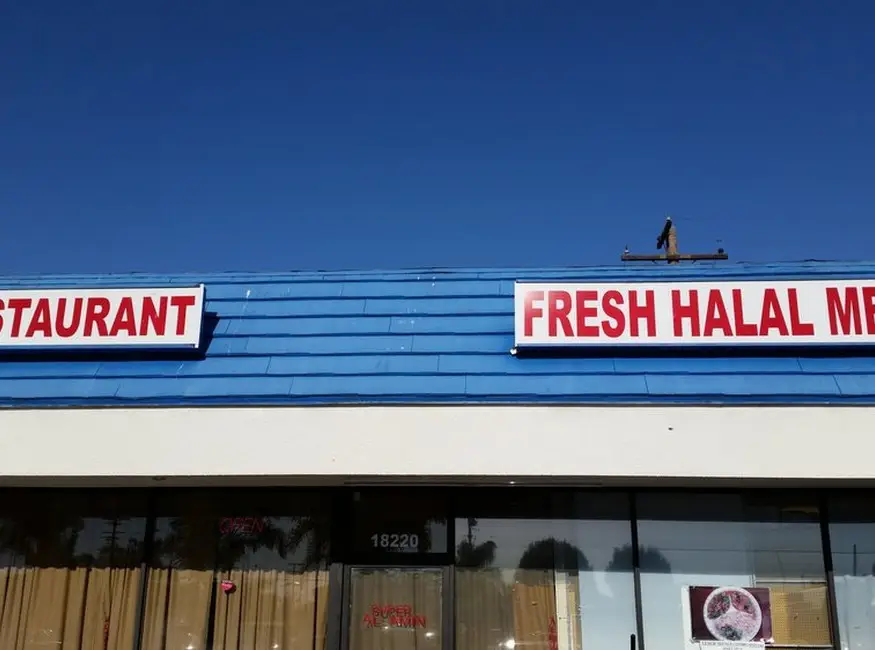 STAURANT
FRESH HALAL ME
OPEN
18220
SUPER
AL AMIN